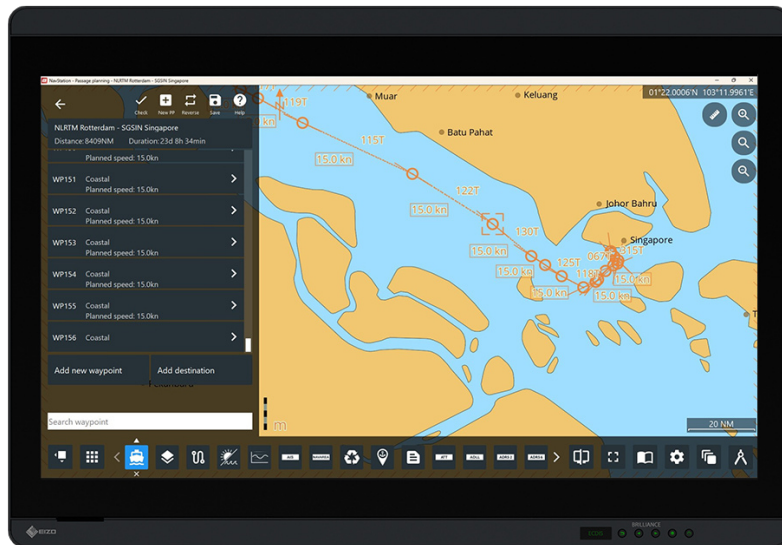 NavStation - Passage planning - NLRTM Rotterdam - SGSIN Singapore
Check
New PP
Reverse
Save
Help
NLRTM Rotterdam - SGSIN Singapore
Distance: 8409NM Duration: 23d 8h 34min
Planned speed: 15.0kn
WP151 Coastal
Planned speed: 15.0kn
WP152 Coastal
Planned speed: 15.0kn
WP153 Coastal
Planned speed: 15.0kn
WP154 Coastal
Planned speed: 15.0kn
WP155 Coastal
Planned speed: 15.0kn
WP156 Coastal
Add new waypoint
Add destination
Search waypoint
01°22.0006'N 103°11.9961'E
Muar
Keluang
Batu Pahat
Johor Bahru
Singapore
119T
115T
15.0 kn
122T
15.0 kn
130T
15.0 kn
15.0 kn
125T
15.0 kn
118T
067T
315T
15.0 kn
15.0 kn
m
20 NM
AIS
NAVAREA
ATT
ADLL
EIZO
BRILLIANCE